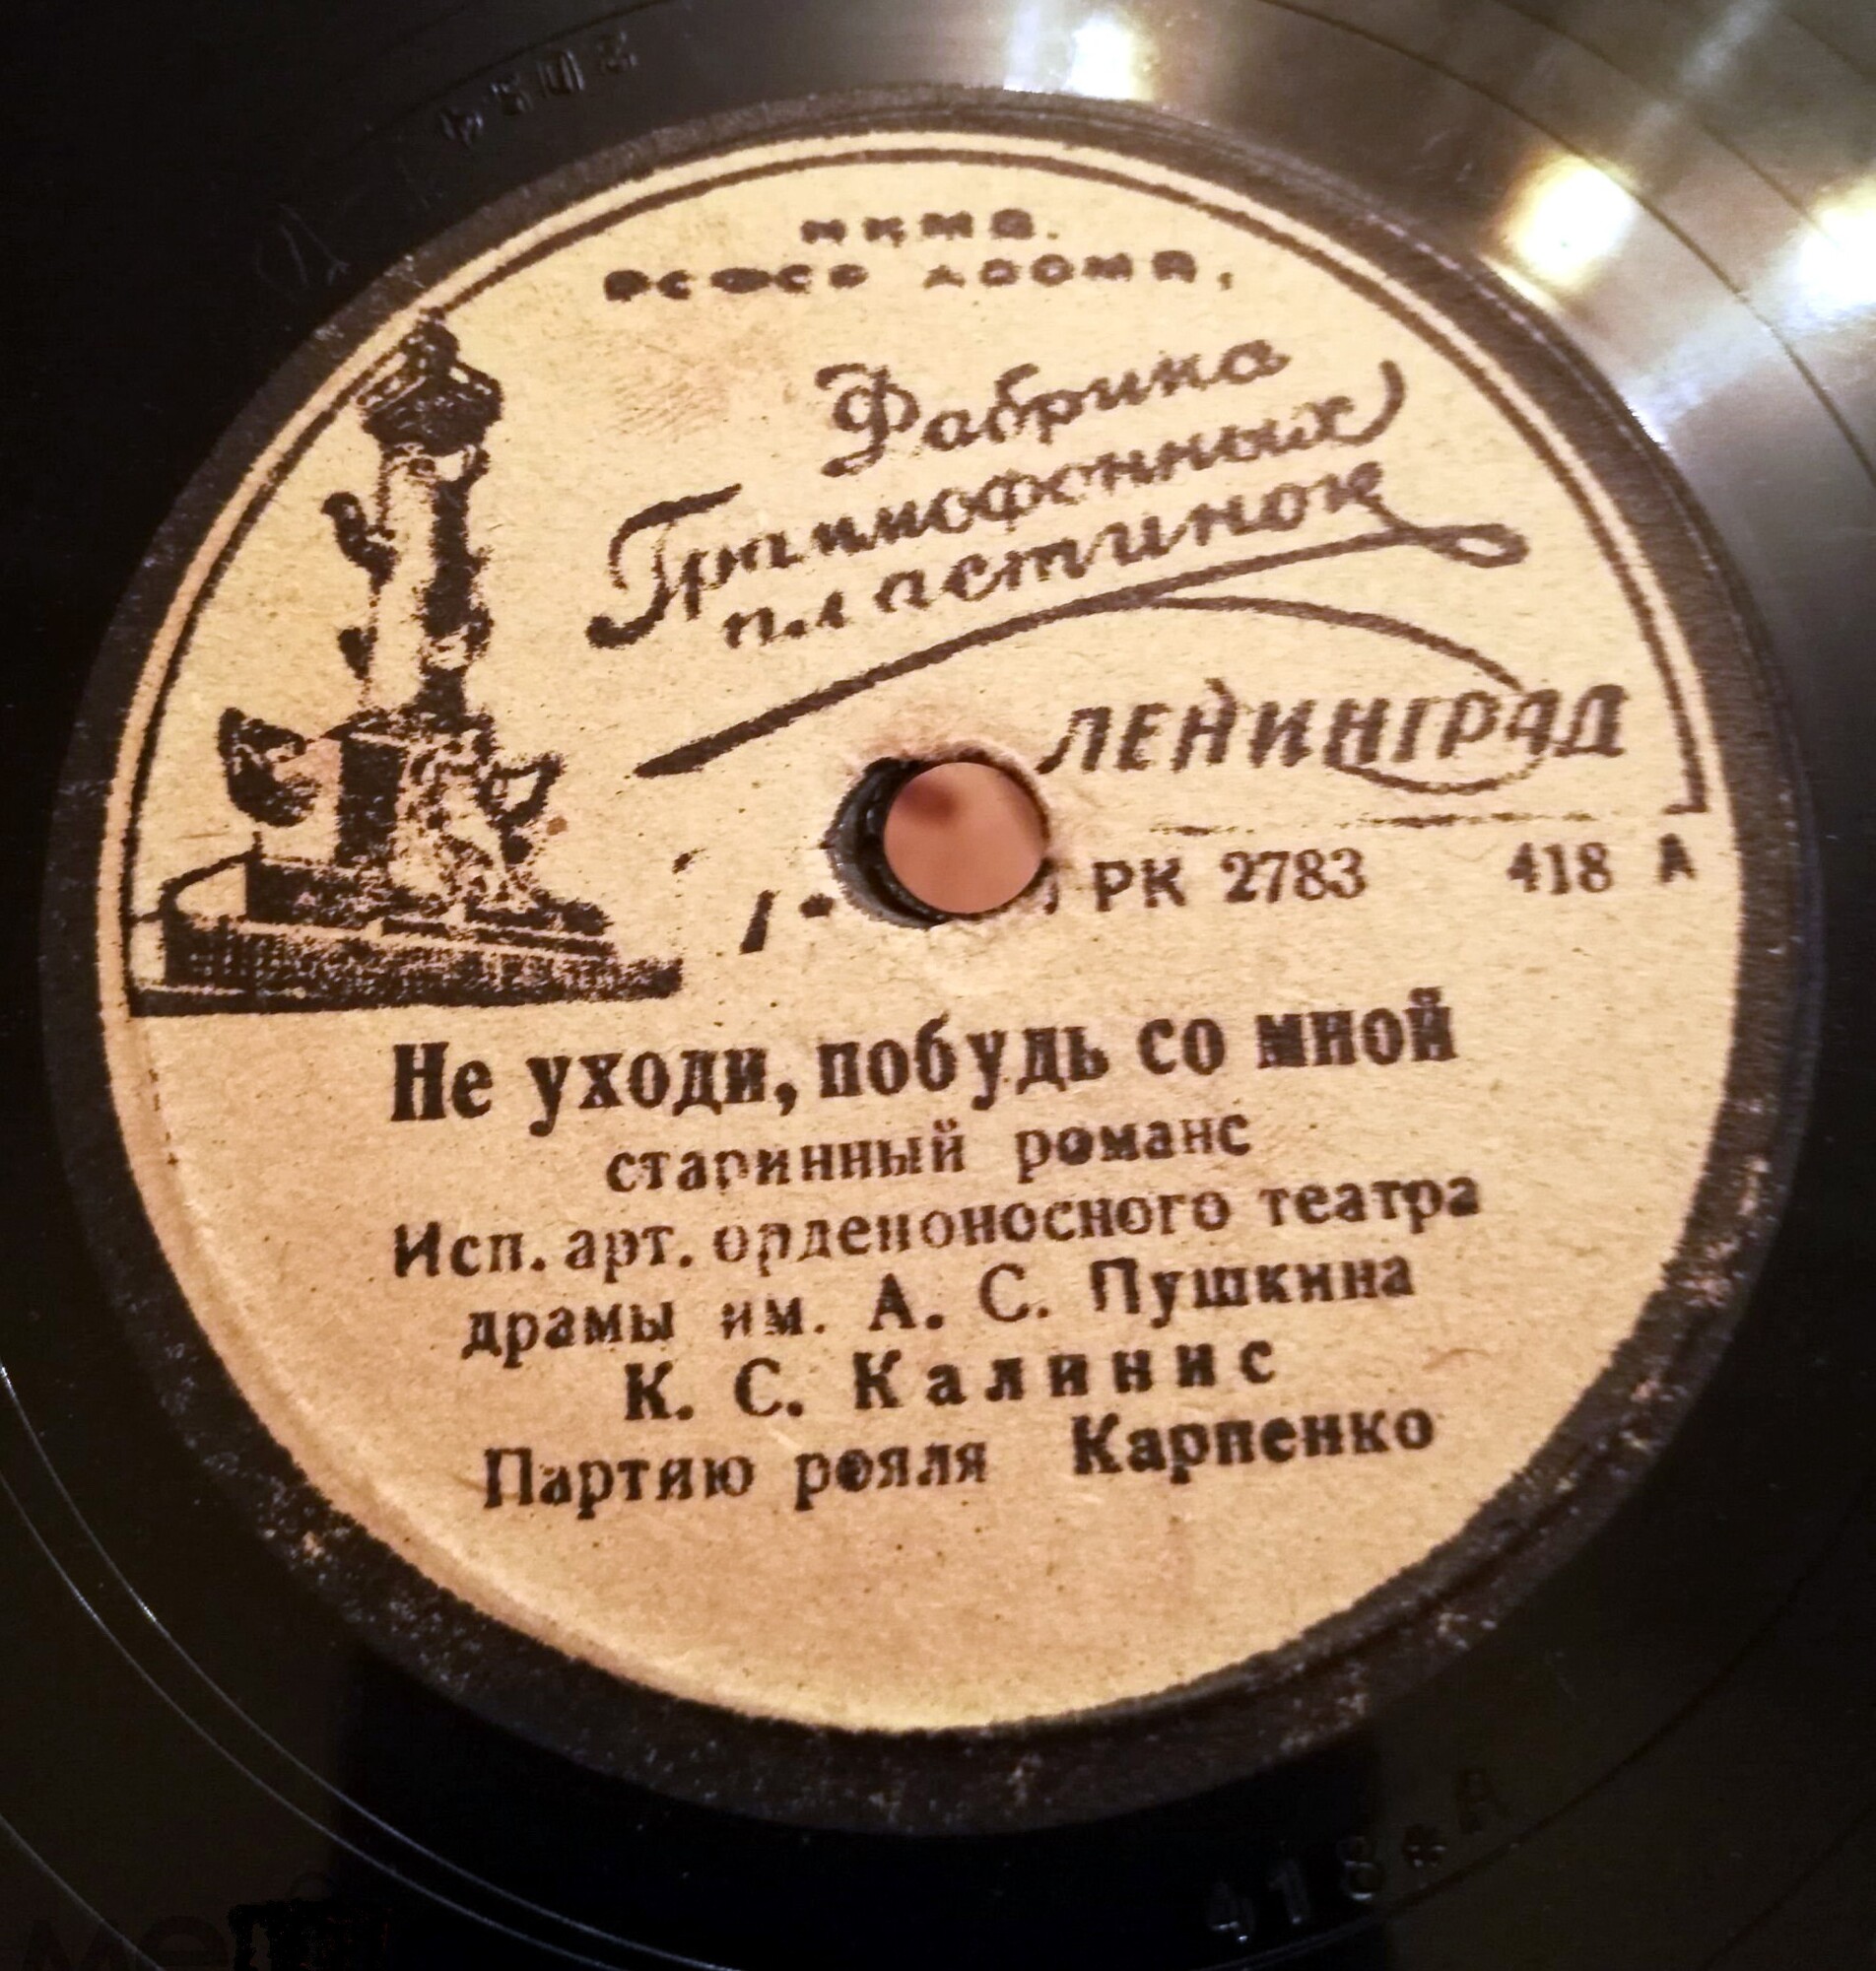 НКМП.
РСФСР ЛООМП,
Фабрика
Граммофонных
пластинок
ЛЕНИНГРАД
РК 2783 418 А
Не уходи, побудь со мной
старинный романс
Исп. арт. орденоносного театра
драмы им. А. С. Пушкина
К. С. Калинис
Партию рояля Карпенко
418 А